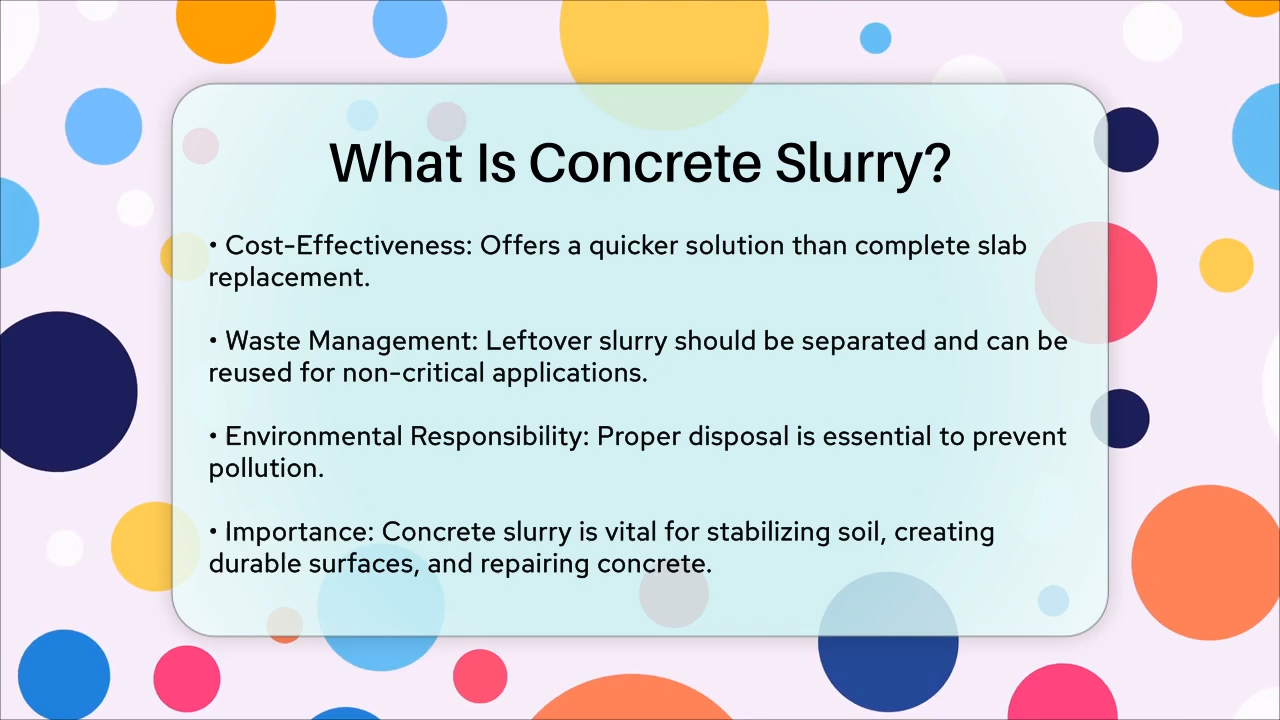 What Is Concrete Slurry?
• Cost-Effectiveness: Offers a quicker solution than complete slab
replacement.
• Waste Management: Leftover slurry should be separated and can be
reused for non-critical applications.
• Environmental Responsibility: Proper disposal is essential to prevent
pollution.
• Importance: Concrete slurry is vital for stabilizing soil, creating
durable surfaces, and repairing concrete.